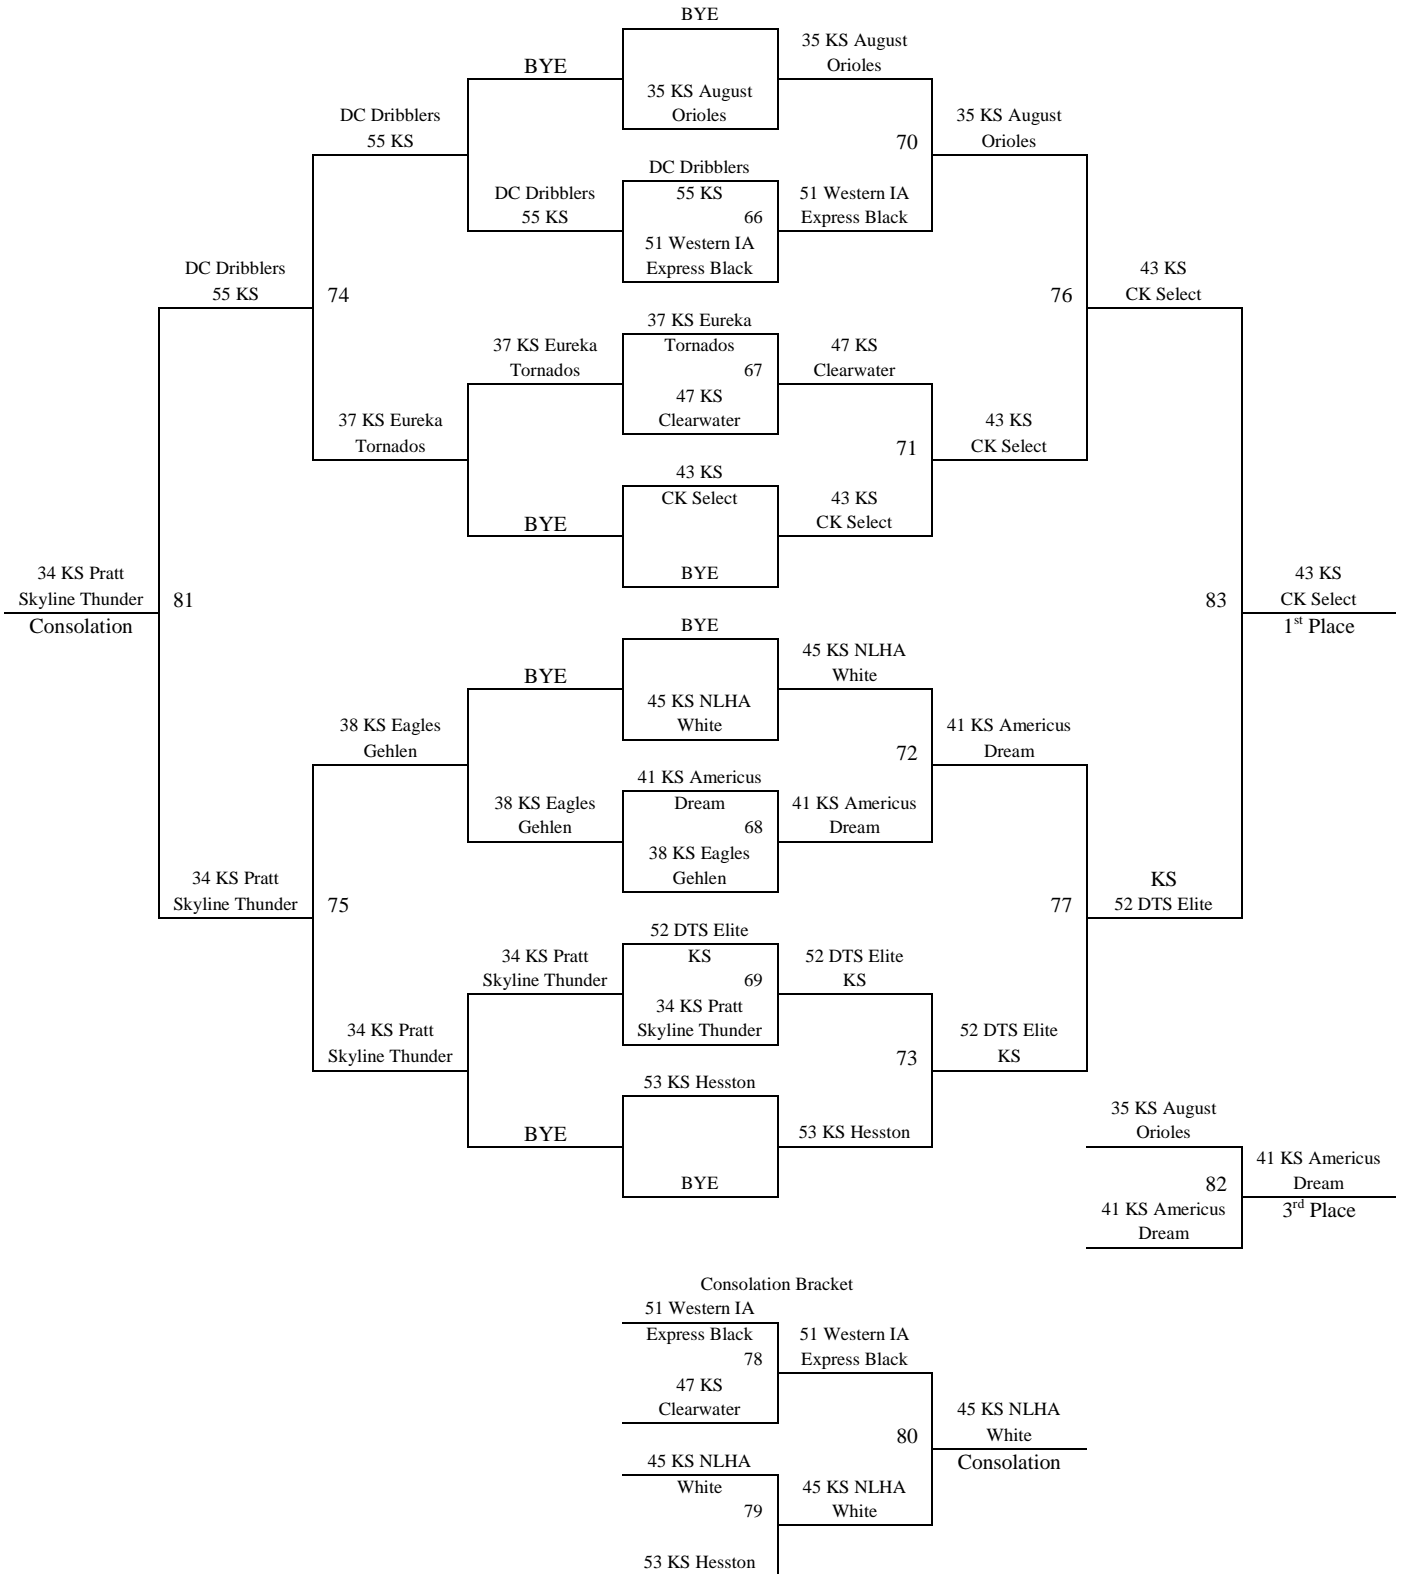 BYE
35 KS August
Orioles
BYE
35 KS August
Orioles
DC Dribblers
55 KS
35 KS August
Orioles
70
DC Dribblers
55 KS
DC Dribblers
55 KS
66
51 Western IA
Express Black
51 Western IA
Express Black
DC Dribblers
55 KS
74
76
43 KS
CK Select
37 KS Eureka
Tornados
37 KS Eureka
Tornados
67
47 KS
Clearwater
47 KS
Clearwater
37 KS Eureka
Tornados
71
43 KS
CK Select
43 KS
CK Select
BYE
43 KS
CK Select
BYE
34 KS Pratt
Skyline Thunder
Consolation
81
83
43 KS
CK Select
1st Place
BYE
45 KS NLHA
White
BYE
45 KS NLHA
White
38 KS Eagles
Gehlen
72
41 KS Americus
Dream
41 KS Americus
Dream
68
38 KS Eagles
Gehlen
38 KS Eagles
Gehlen
41 KS Americus
Dream
34 KS Pratt
Skyline Thunder
75
77
KS
52 DTS Elite
52 DTS Elite
KS
69
34 KS Pratt
Skyline Thunder
34 KS Pratt
Skyline Thunder
52 DTS Elite
KS
34 KS Pratt
Skyline Thunder
73
52 DTS Elite
KS
53 KS Hesston
BYE
53 KS Hesston
BYE
35 KS August
Orioles
82
41 KS Americus
Dream
41 KS Americus
Dream
3rd Place
Consolation Bracket
51 Western IA
Express Black
78
47 KS
Clearwater
51 Western IA
Express Black
80
45 KS NLHA
White
Consolation
45 KS NLHA
White
79
53 KS Hesston
45 KS NLHA
White